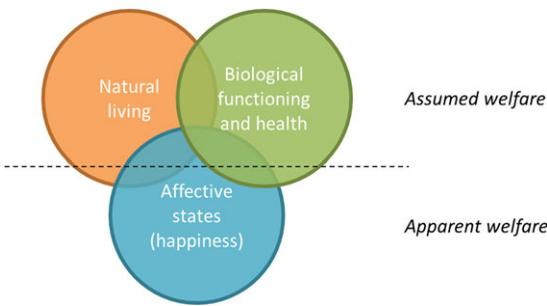 Natural
living
Biological
functioning
and health
Assumed welfare
Affective
states
(happiness)
Apparent welfare